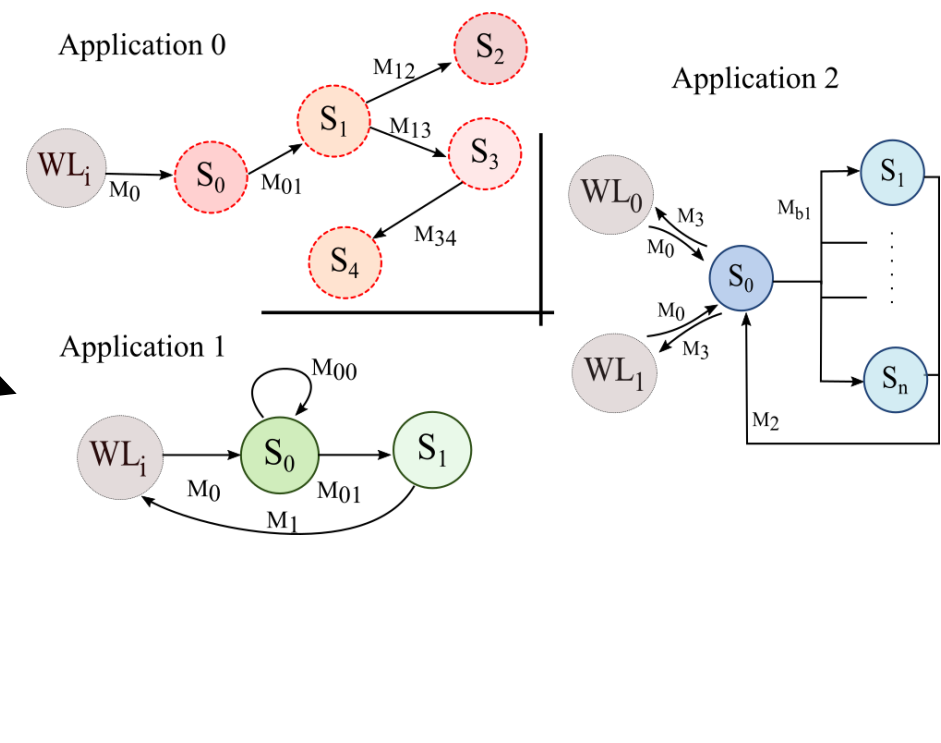 Application 0
WLᵢ
M₀
S₀
M₀₁
S₁
M₁₂
S₂
M₁₃
S₃
M₃₄
S₄
Application 1
WLᵢ
M₀
S₀
M₀₀
M₀₁
S₁
M₁
Application 2
WL₀
M₃
M₀
S₀
WL₁
M₀
M₃
M_b1
S₁
Sₙ
M₂